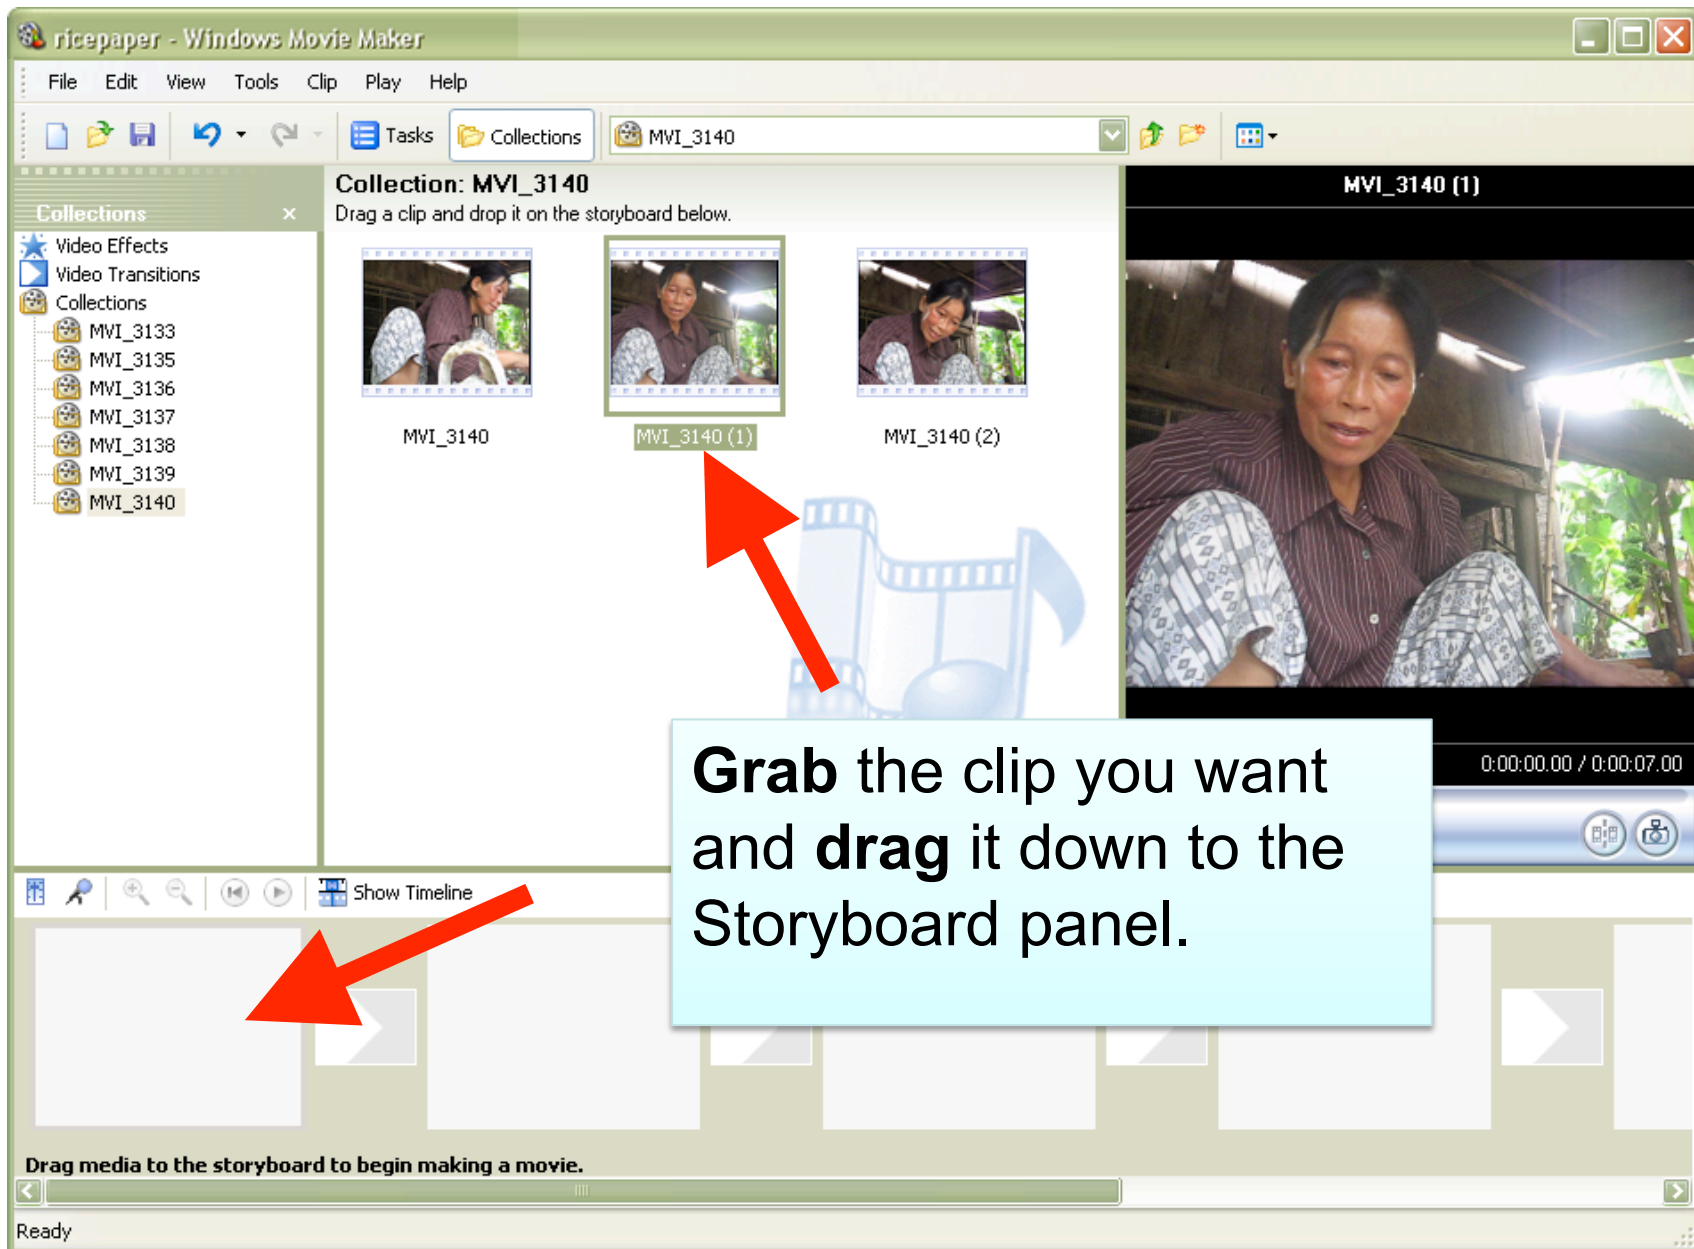 ricepaper - Windows Movie Maker
File Edit View Tools Clip Play Help
Tasks Collections MVI_3140
Collections ×
Video Effects
Video Transitions
Collections
MVI_3133
MVI_3135
MVI_3136
MVI_3137
MVI_3138
MVI_3139
MVI_3140
Collection: MVI_3140
Drag a clip and drop it on the storyboard below.
MVI_3140 MVI_3140 (1) MVI_3140 (2)
MVI_3140 (1)
0:00:00.00 / 0:00:07.00
Grab the clip you want
and drag it down to the
Storyboard panel.
Show Timeline
Drag media to the storyboard to begin making a movie.
Ready